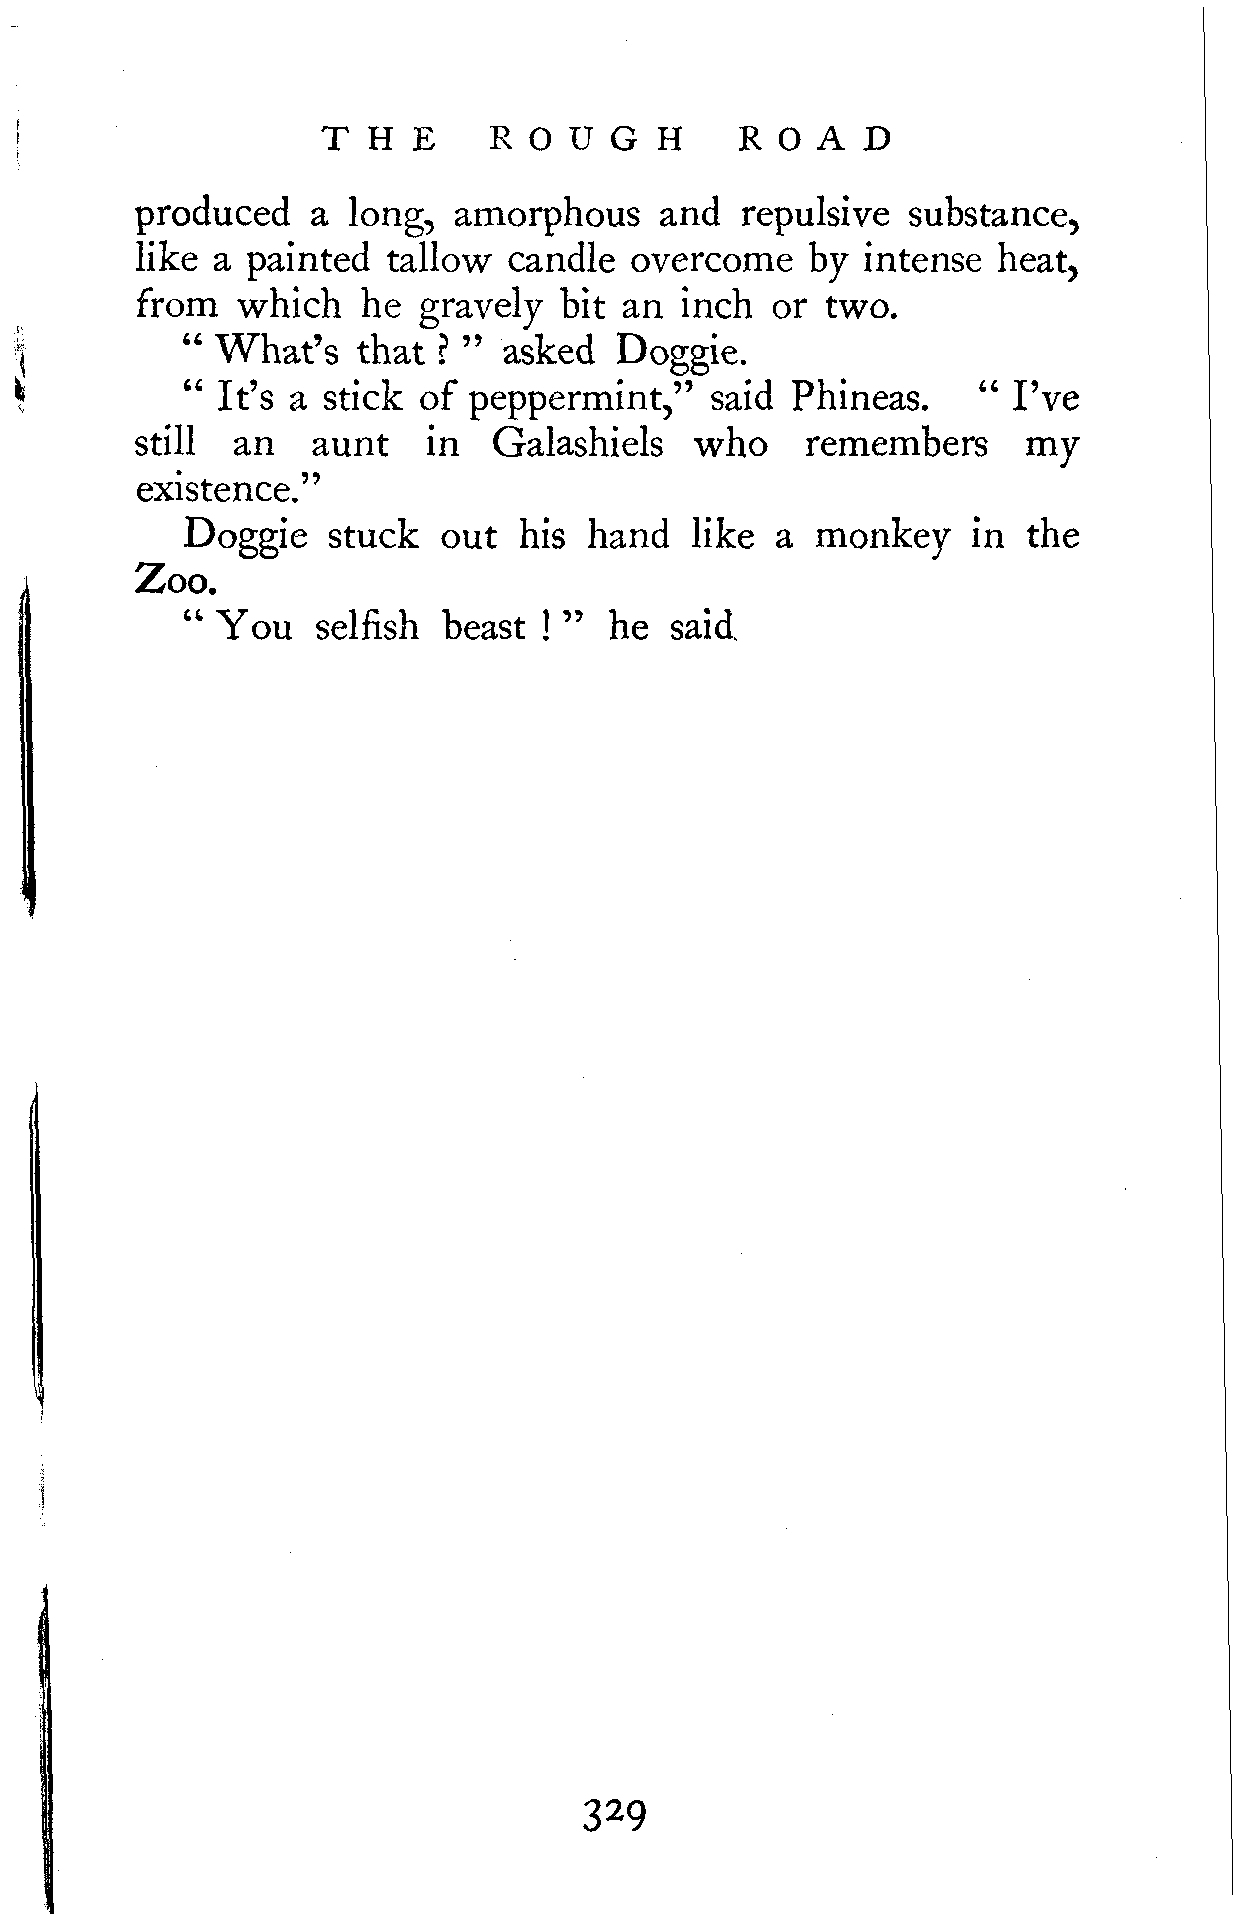 THE ROUGH ROAD
produced a long, amorphous and repulsive substance,
like a painted tallow candle overcome by intense heat,
from which he gravely bit an inch or two.
“ What’s that ? ” asked Doggie.
“ It’s a stick of peppermint,” said Phineas. “ I’ve
still an aunt in Galashiels who remembers my
existence.”
Doggie stuck out his hand like a monkey in the
Zoo.
“ You selfish beast ! ” he said.
329